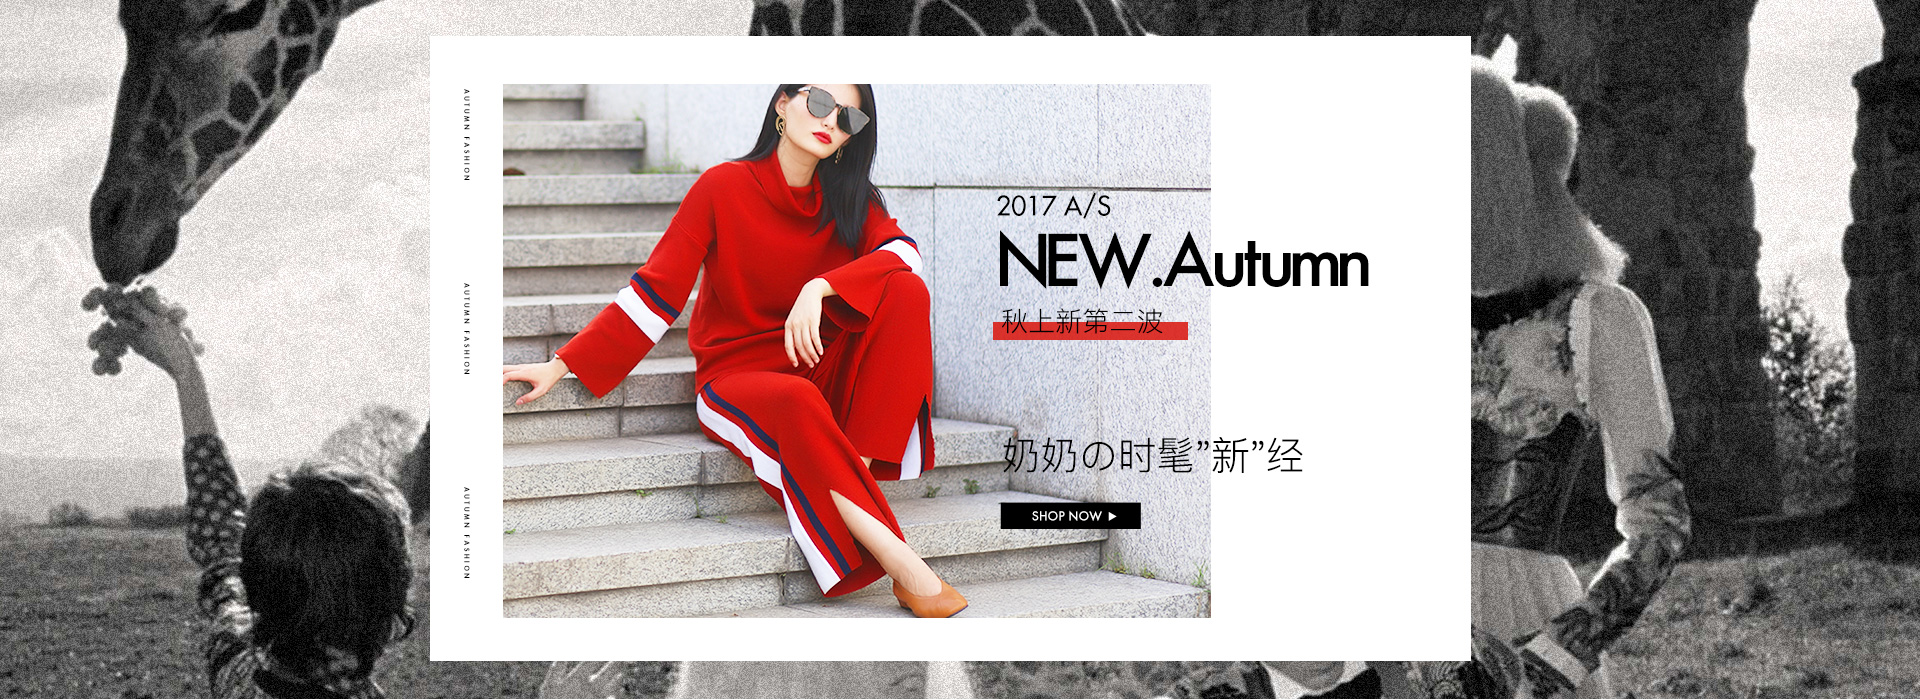 AUTUMN FASHION
AUTUMN FASHION
AUTUMN FASHION
2017 A/S
NEW.Autumn
秋上新第二波
奶奶の时髦”新”经
SHOP NOW ▶